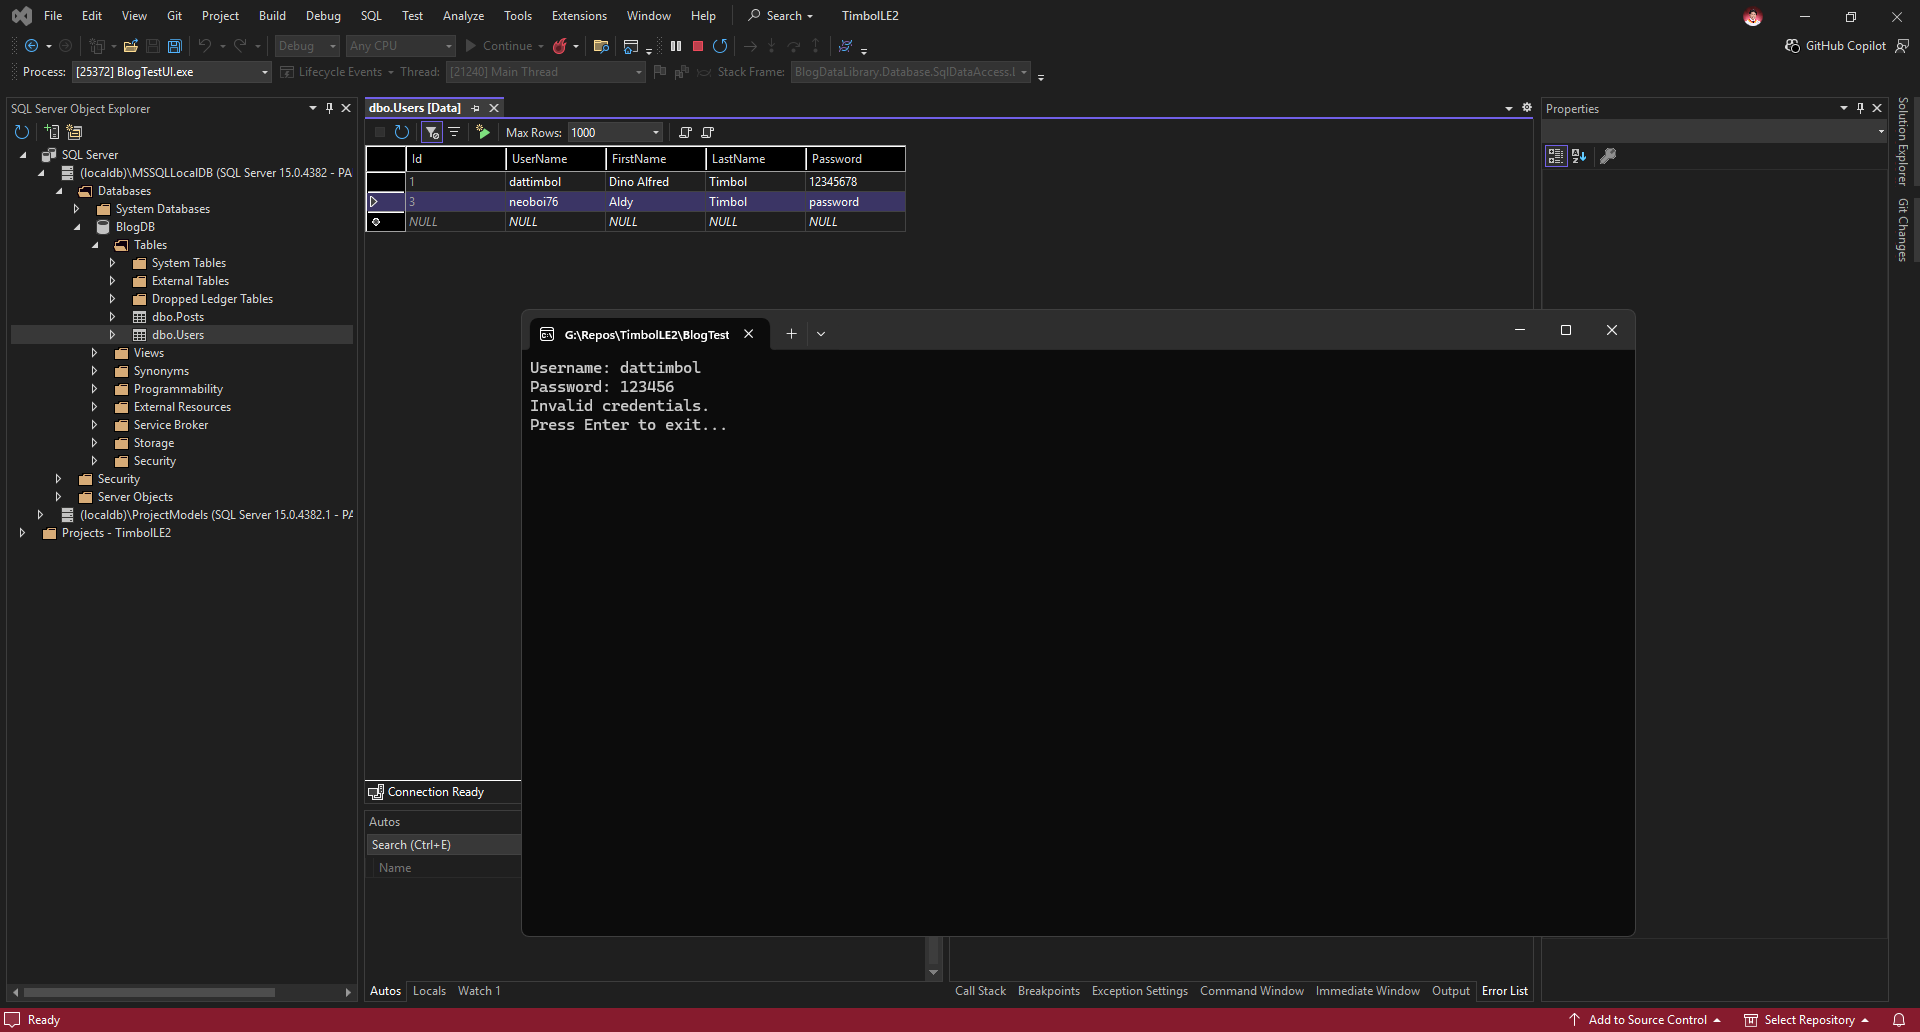 File Edit View Git Project Build Debug SQL Test Analyze Tools Extensions Window Help Search TimbolLE2
Debug Any CPU Continue GitHub Copilot
Process: [25372] BlogTestUI.exe Lifecycle Events Thread: [21240] Main Thread Stack Frame: BlogDataLibrary.Database.SqlDataAccess.L
SQL Server Object Explorer
SQL Server
(localdb)\MSSQLLocalDB (SQL Server 15.0.4382 - PA
Databases
System Databases
BlogDB
Tables
System Tables
External Tables
Dropped Ledger Tables
dbo.Posts
dbo.Users
Views
Synonyms
Programmability
External Resources
Service Broker
Storage
Security
Security
Server Objects
(localdb)\ProjectModels (SQL Server 15.0.4382.1 - PA
Projects - TimbolLE2
dbo.Users [Data]
Max Rows: 1000
Id UserName FirstName LastName Password
1 dattimbol Dino Alfred Timbol 12345678
3 neoboi76 Aldy Timbol password
NULL NULL NULL NULL NULL
G:\Repos\TimbolLE2\BlogTest
Username: dattimbol
Password: 123456
Invalid credentials.
Press Enter to exit...
Connection Ready
Autos
Search (Ctrl+E)
Name
Autos Locals Watch 1
Call Stack Breakpoints Exception Settings Command Window Immediate Window Output Error List
Properties
Solution Explorer
Git Changes
Ready Add to Source Control Select Repository